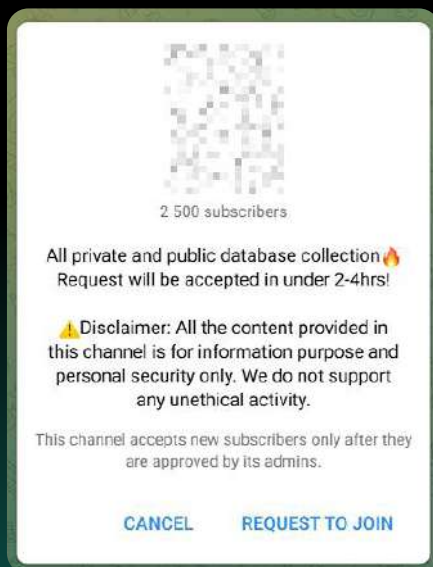 2 500 subscribers
All private and public database collection🔥
Request will be accepted in under 2-4hrs!
⚠️Disclaimer: All the content provided in
this channel is for information purpose and
personal security only. We do not support
any unethical activity.
This channel accepts new subscribers only after they
are approved by its admins.
CANCEL REQUEST TO JOIN